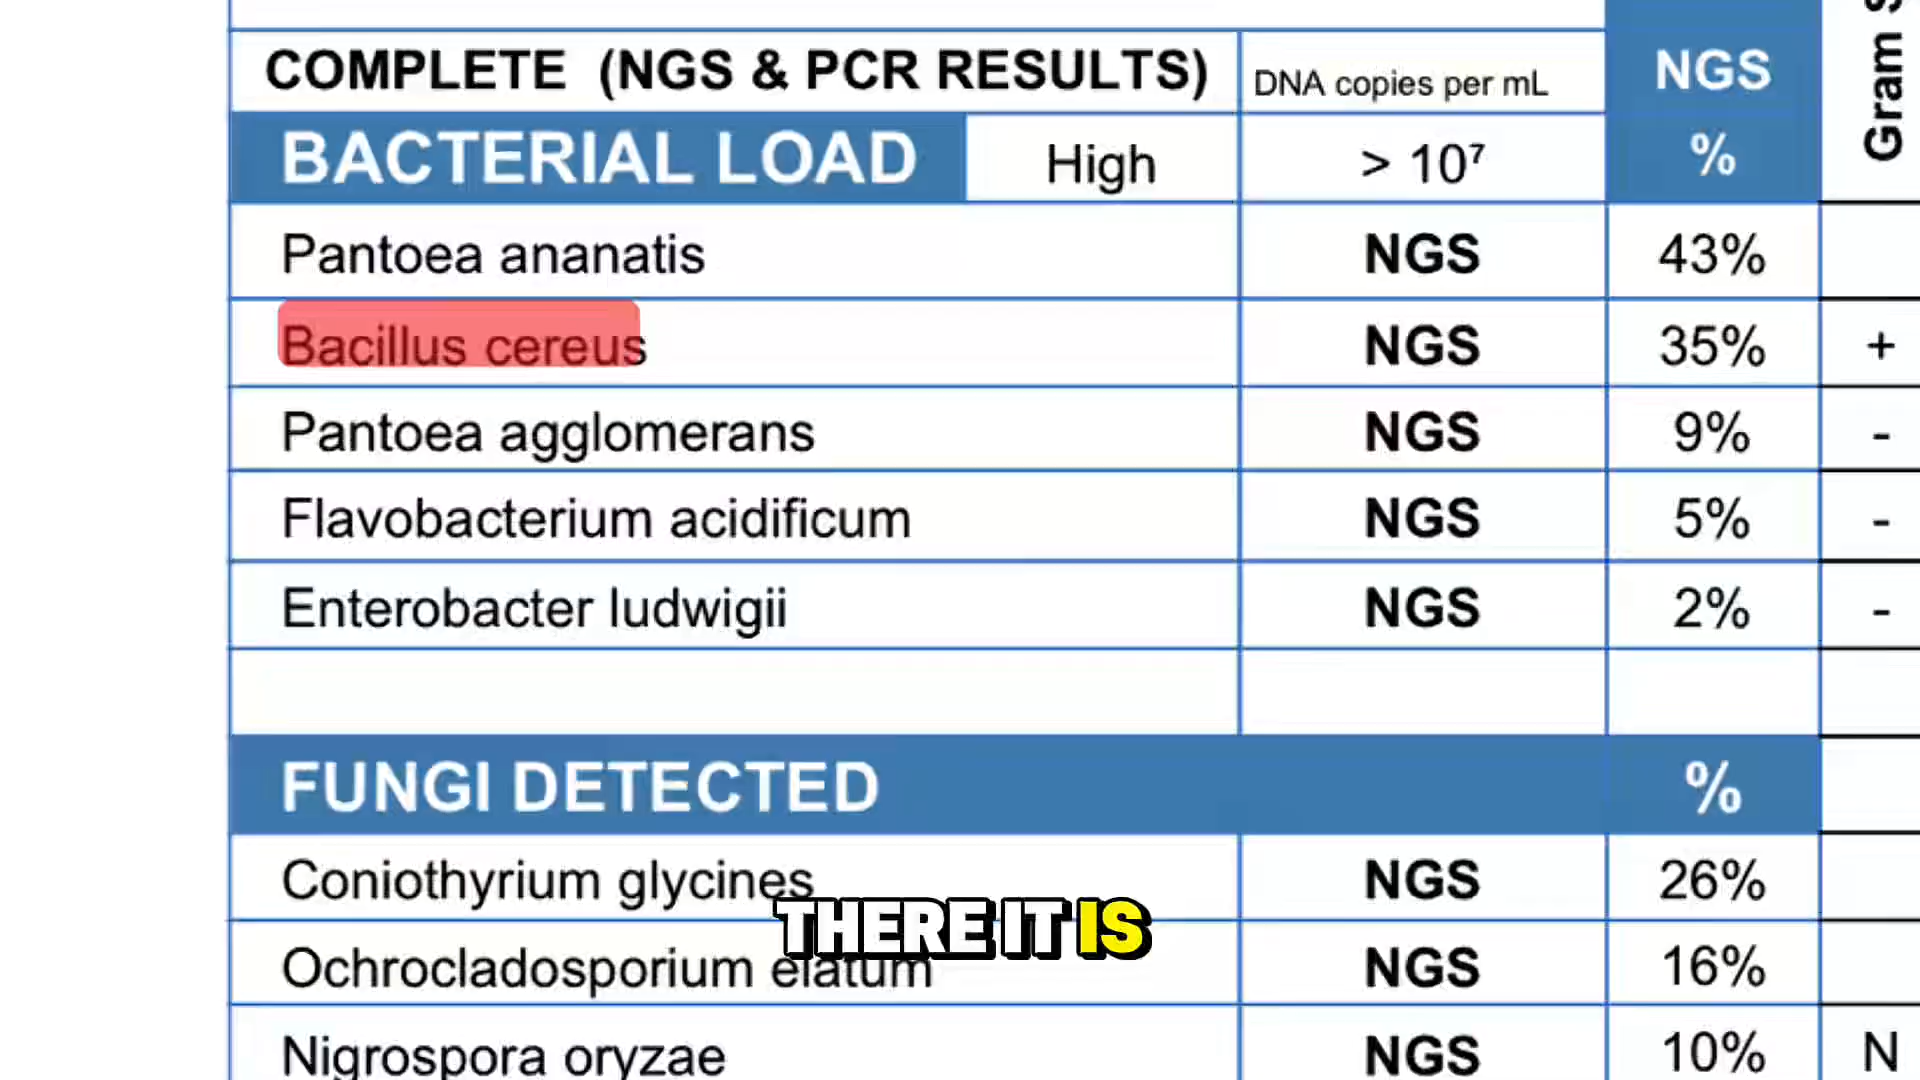 COMPLETE (NGS & PCR RESULTS) DNA copies per mL NGS
BACTERIAL LOAD High > 10⁷ %
Gram
Pantoea ananatis NGS 43%
Bacillus cereus NGS 35% +
Pantoea agglomerans NGS 9% -
Flavobacterium acidificum NGS 5% -
Enterobacter ludwigii NGS 2% -
FUNGI DETECTED %
Coniothyrium glycines NGS 26%
THERE IT IS
Ochrocladosporium elatum NGS 16%
Nigrospora oryzae NGS 10% N